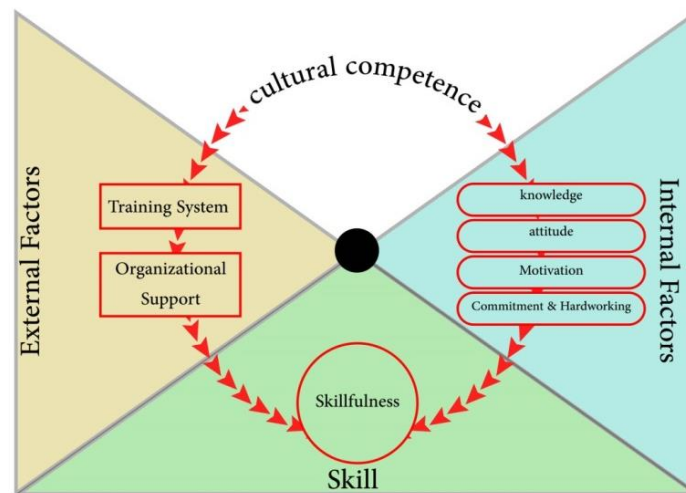 cultural competence
External Factors
Training System
Organizational
Support
knowledge
attitude
Motivation
Commitment & Hardworking
Internal Factors
Skillfulness
Skill